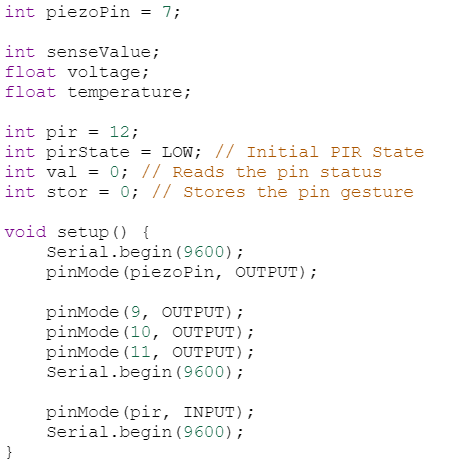 int piezoPin = 7;
int senseValue;
float voltage;
float temperature;
int pir = 12;
int pirState = LOW; // Initial PIR State
int val = 0; // Reads the pin status
int stor = 0; // Stores the pin gesture
void setup() {
    Serial.begin(9600);
    pinMode(piezoPin, OUTPUT);
    pinMode(9, OUTPUT);
    pinMode(10, OUTPUT);
    pinMode(11, OUTPUT);
    Serial.begin(9600);
    pinMode(pir, INPUT);
    Serial.begin(9600);
}